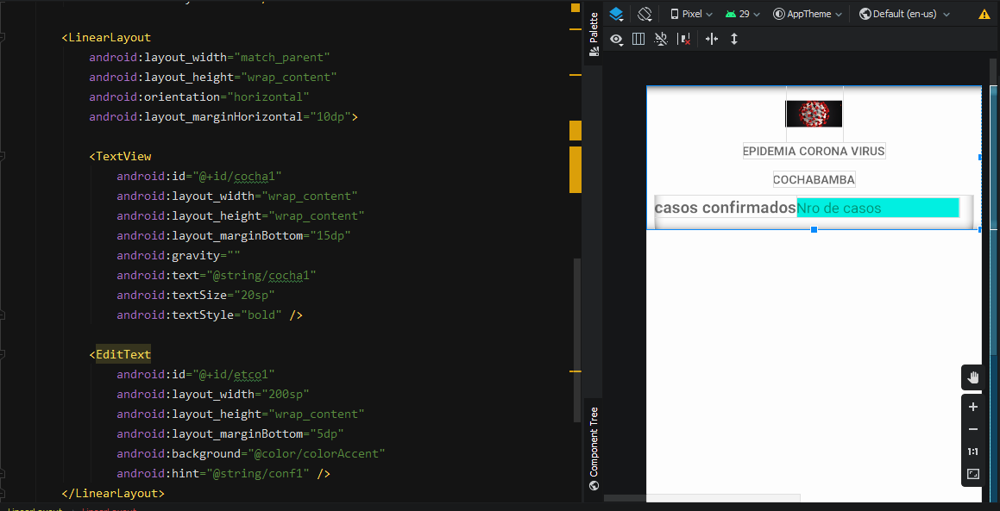 <LinearLayout
android:layout_width="match_parent"
android:layout_height="wrap_content"
android:orientation="horizontal"
android:layout_marginHorizontal="10dp">
<TextView
android:id="@+id/cocha1"
android:layout_width="wrap_content"
android:layout_height="wrap_content"
android:layout_marginBottom="15dp"
android:gravity=""
android:text="@string/cocha1"
android:textSize="20sp"
android:textStyle="bold" />
<EditText
android:id="@+id/etco1"
android:layout_width="200sp"
android:layout_height="wrap_content"
android:layout_marginBottom="5dp"
android:background="@color/colorAccent"
android:hint="@string/conf1" />
</LinearLayout>
Palette
Component Tree
Pixel 29 AppTheme Default (en-us)
EPIDEMIA CORONA VIRUS
COCHABAMBA
casos confirmados Nro de casos
1:1